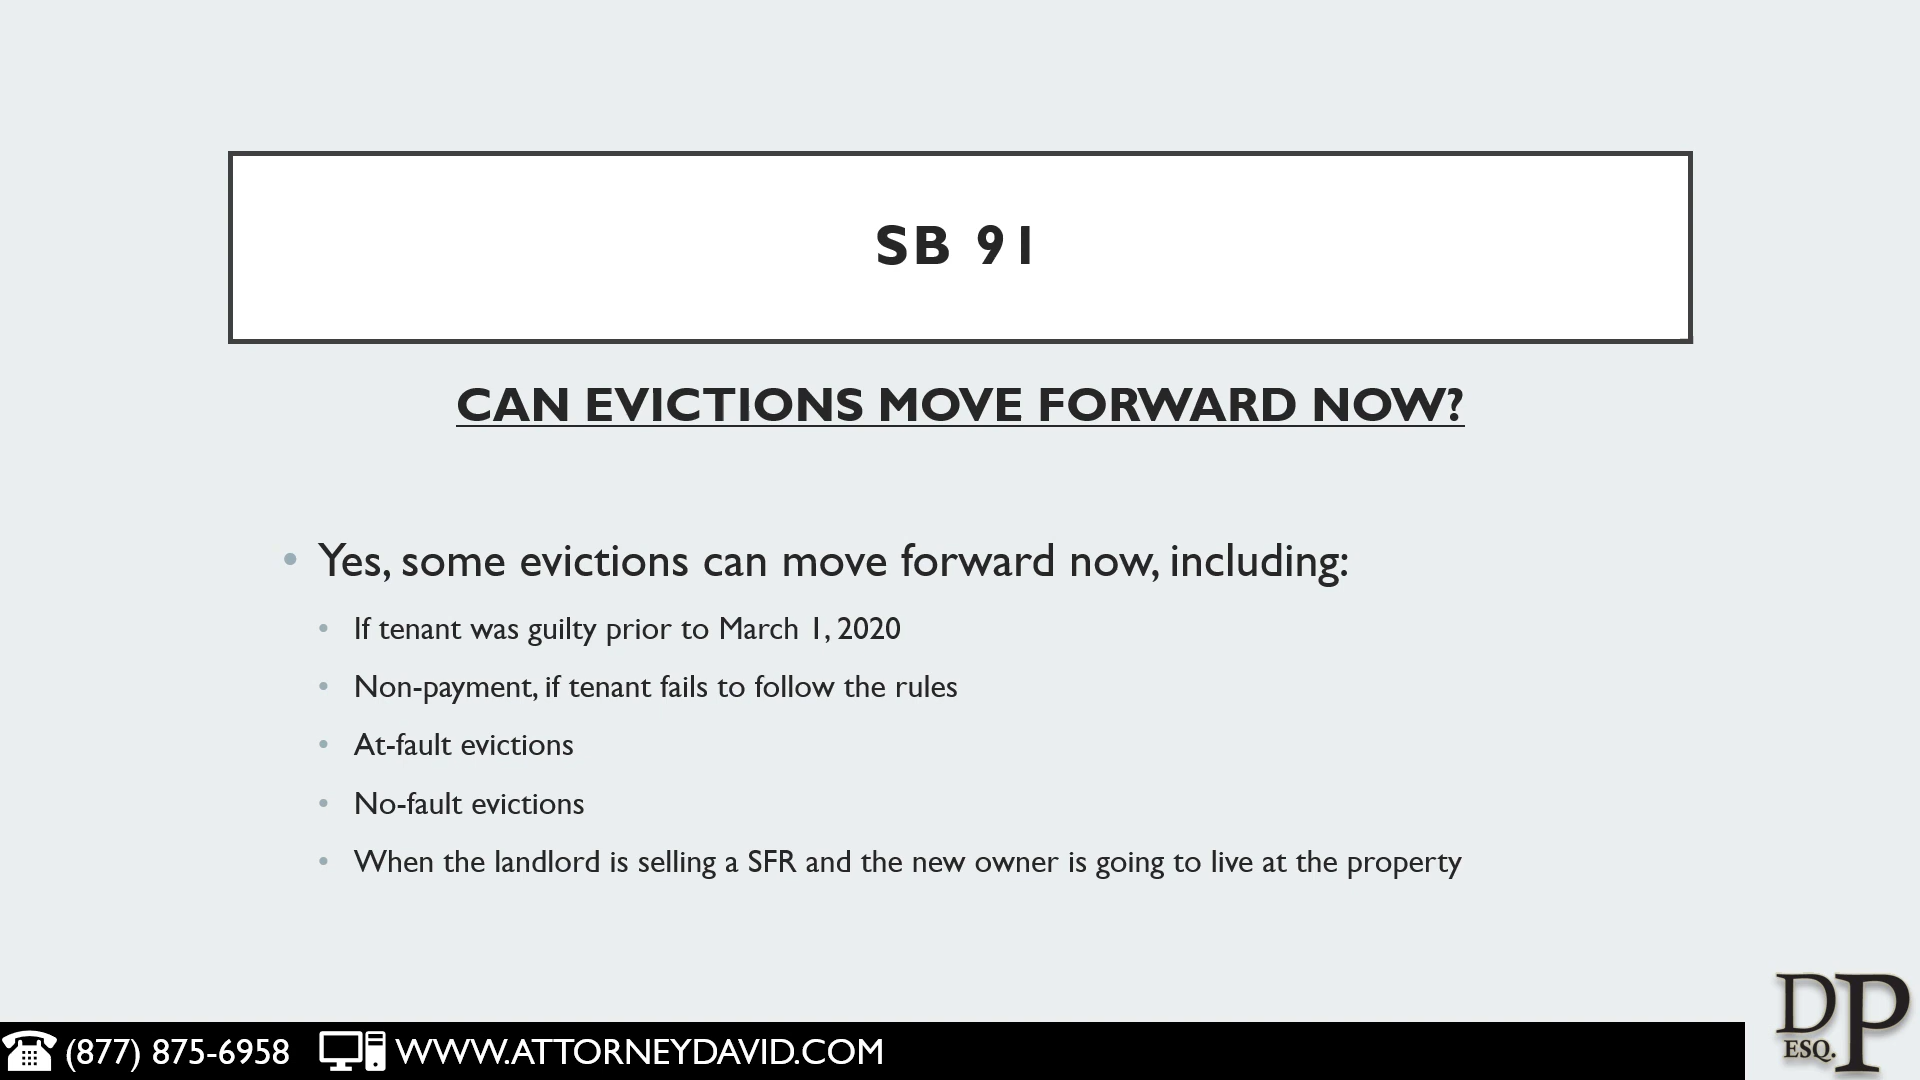 SB 91
CAN EVICTIONS MOVE FORWARD NOW?
• Yes, some evictions can move forward now, including:
• If tenant was guilty prior to March 1, 2020
• Non-payment, if tenant fails to follow the rules
• At-fault evictions
• No-fault evictions
• When the landlord is selling a SFR and the new owner is going to live at the property
(877) 875-6958 WWW.ATTORNEYDAVID.COM
DP
ESQ.